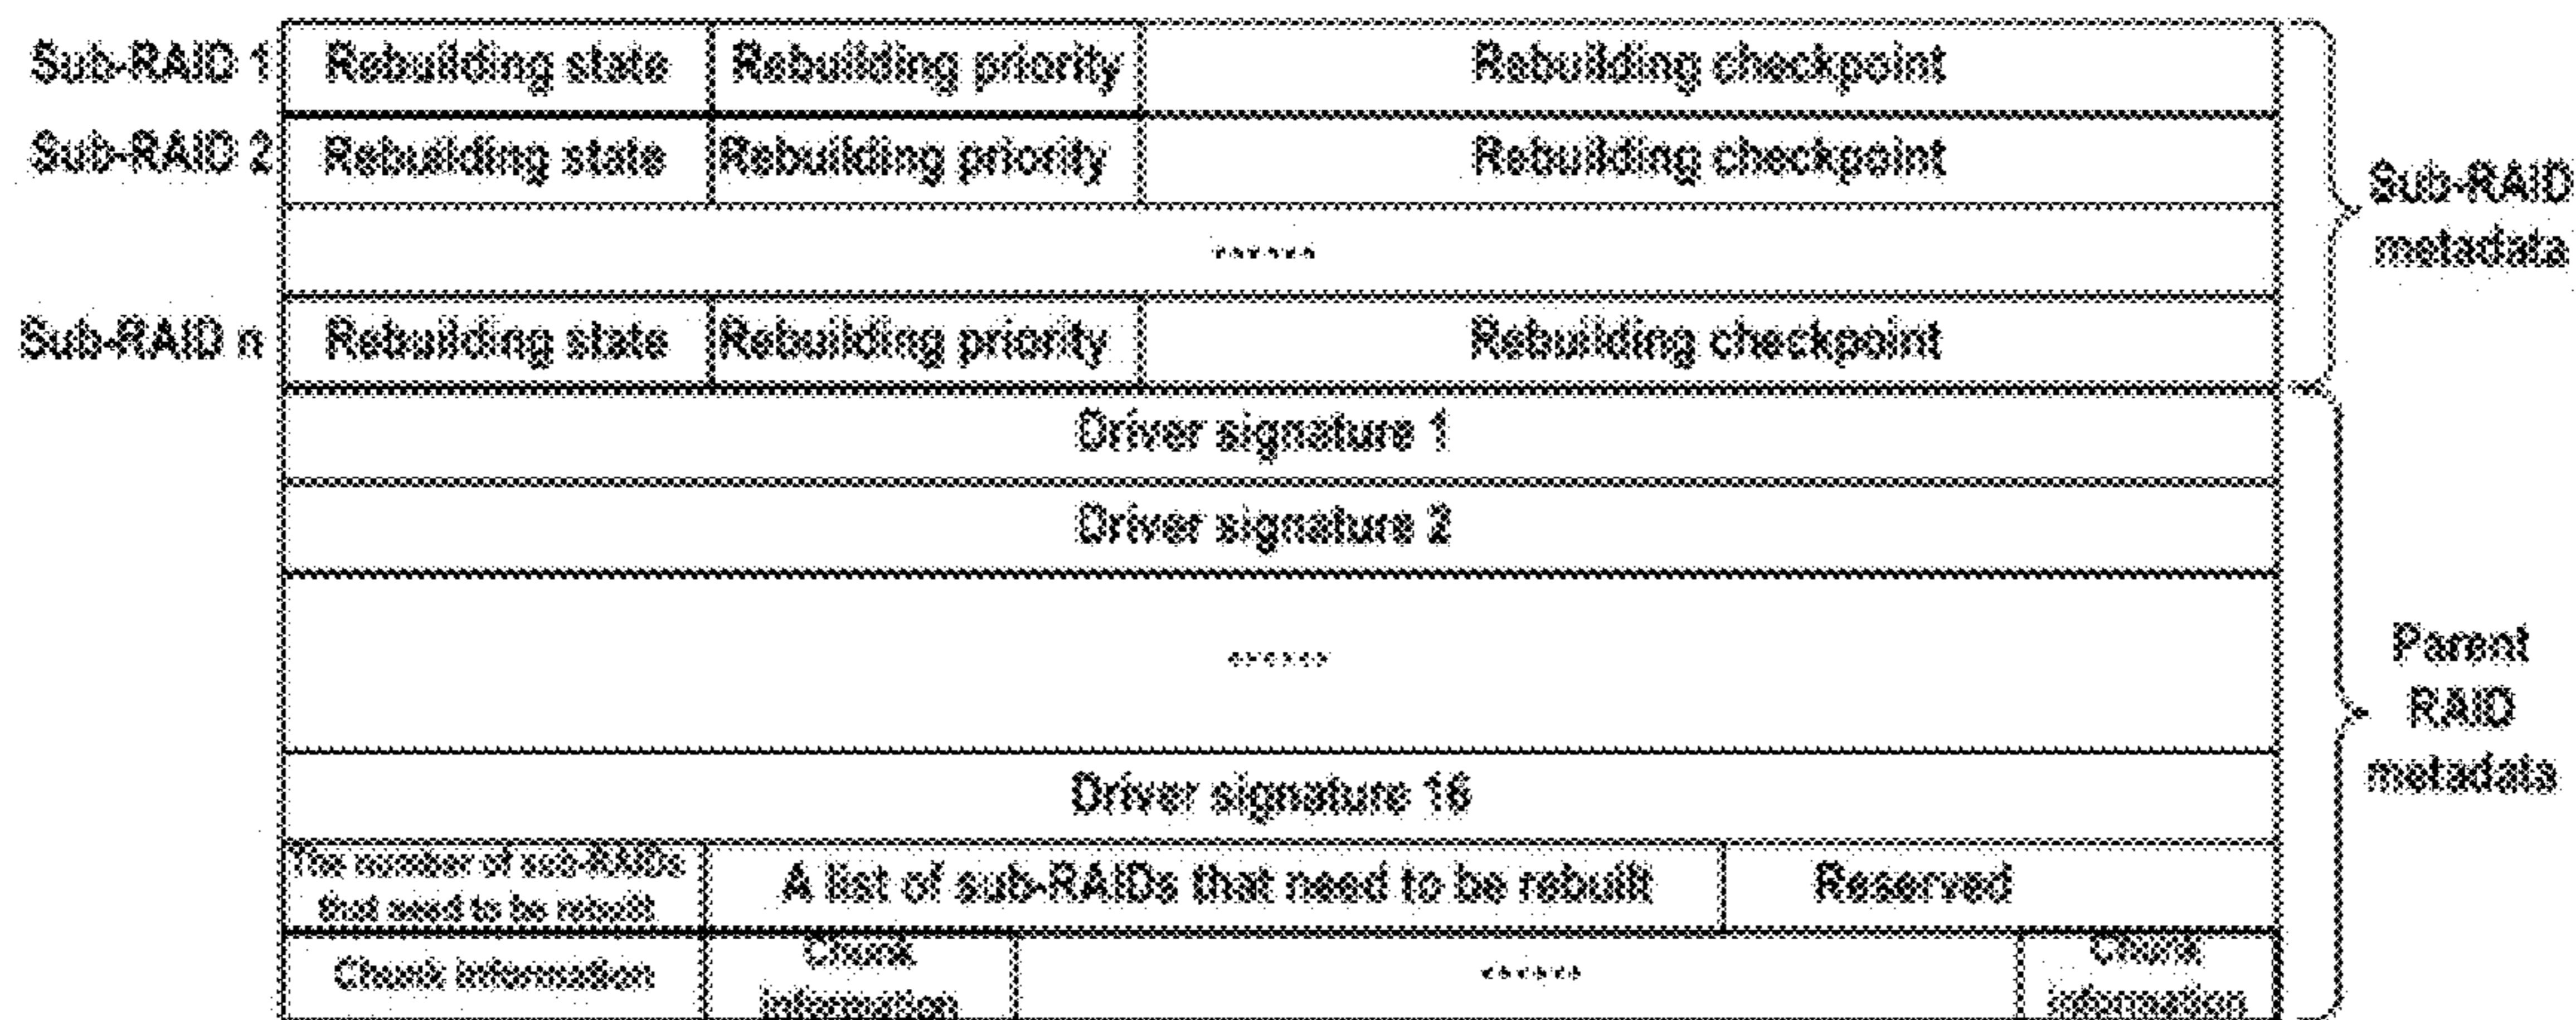 Sub-RAID 1 Rebuilding state Rebuilding priority Rebuilding checkpoint
Sub-RAID 2 Rebuilding state Rebuilding priority Rebuilding checkpoint
Sub-RAID
metadata
......
Sub-RAID n Rebuilding state Rebuilding priority Rebuilding checkpoint
Driver signature 1
Driver signature 2
......
Parent
RAID
metadata
Driver signature 16
The number of sub-RAIDs
that need to be rebuilt
A list of sub-RAIDs that need to be rebuilt
Reserved
Chunk information
Chunk
information
......
Chunk
information